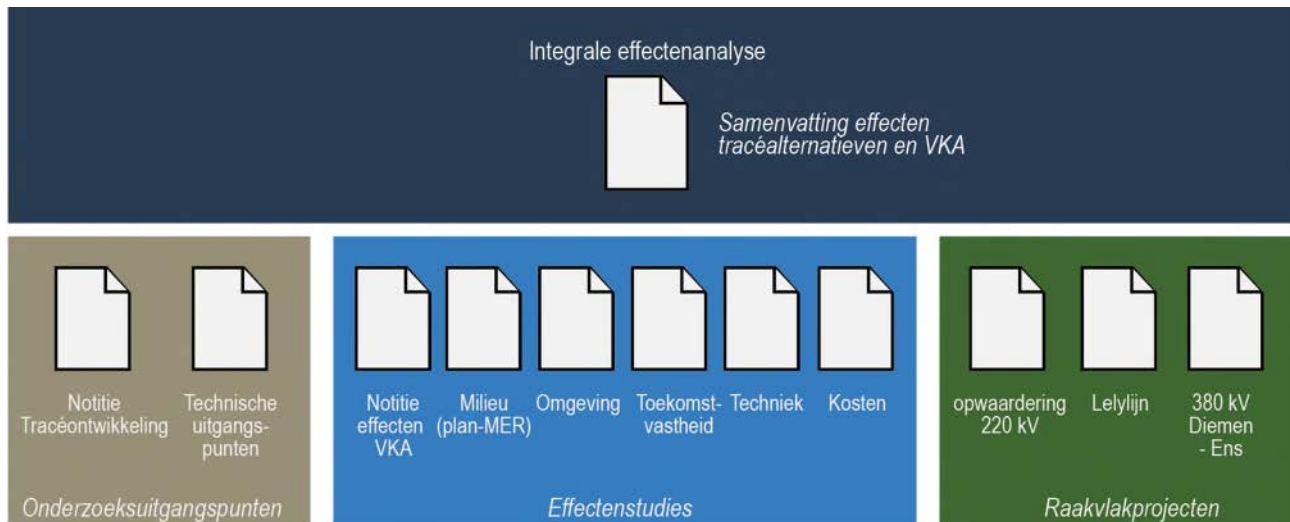 Integrale effectenanalyse
Samenvatting effecten
tracéalternatieven en VKA
Notitie
Tracéontwikkeling
Technische
uitgangs-
punten
Onderzoeksuitgangspunten
Notitie
effecten
VKA
Milieu
(plan-MER)
Omgeving
Toekomst-
vastheid
Techniek
Kosten
Effectenstudies
opwaardering
220 kV
Lelylijn
380 kV
Diemen
- Ens
Raakvlakprojecten